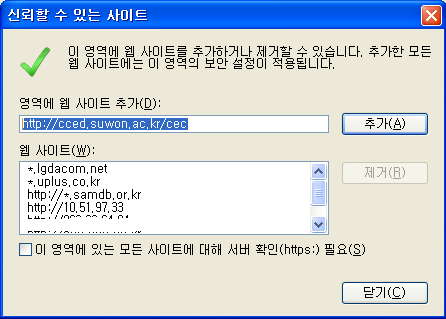 신뢰할 수 있는 사이트
이 영역에 웹 사이트를 추가하거나 제거할 수 있습니다. 추가한 모든
웹 사이트에는 이 영역의 보안 설정이 적용됩니다.
영역에 웹 사이트 추가(D):
http://cced.suwon.ac.kr/cec
추가(A)
웹 사이트(W):
*.lgdacom.net
*.uplus.co.kr
http://*.samdb.or.kr
http://10.51.97.33
제거(R)
이 영역에 있는 모든 사이트에 대해 서버 확인(https:) 필요(S)
닫기(C)